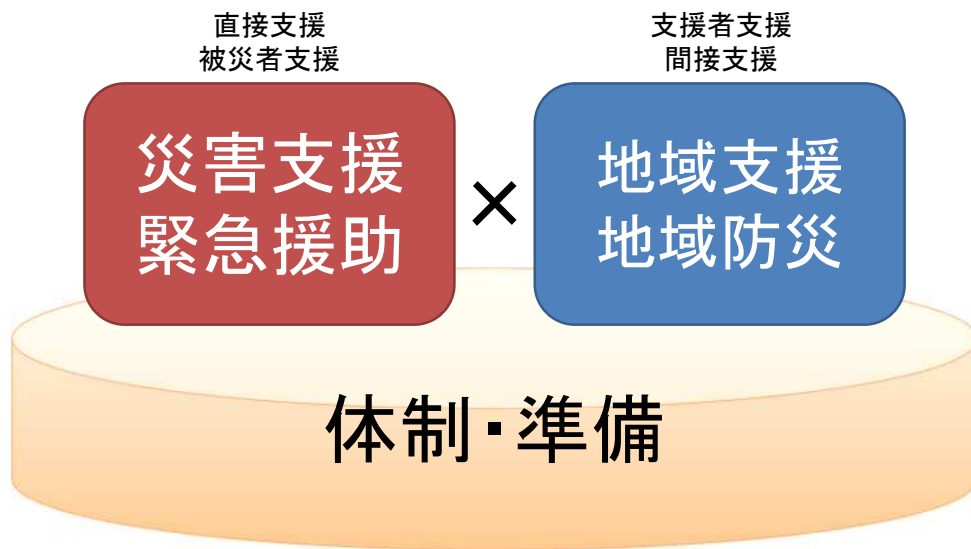 直接支援
被災者支援
支援者支援
間接支援
災害支援
緊急援助
×
地域支援
地域防災
体制・準備